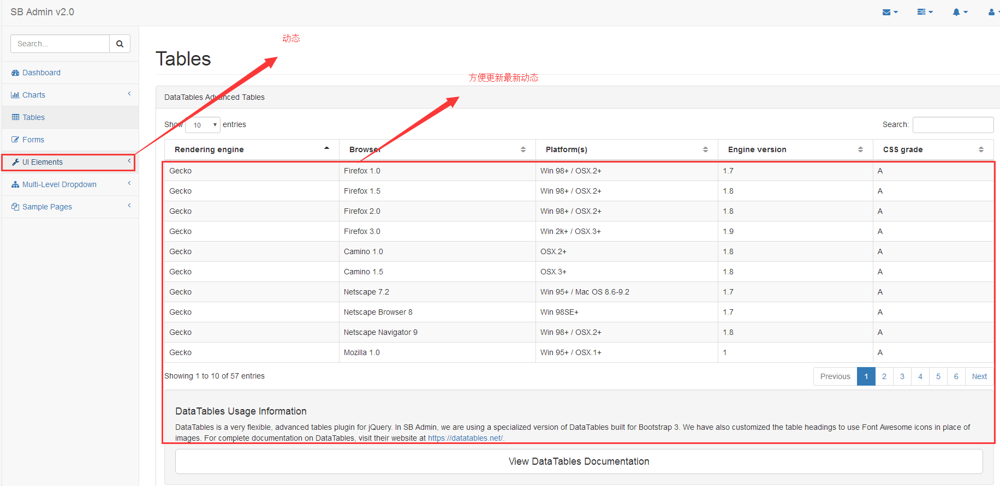 SB Admin v2.0
Search...
Dashboard
Charts
Tables
Forms
UI Elements
Multi-Level Dropdown
Sample Pages
动态
Tables
方便更新最新动态
DataTables Advanced Tables
Show 10 entries
Search:
Rendering engine Browser Platform(s) Engine version CSS grade
Gecko Firefox 1.0 Win 98+ / OSX.2+ 1.7 A
Gecko Firefox 1.5 Win 98+ / OSX.2+ 1.8 A
Gecko Firefox 2.0 Win 98+ / OSX.2+ 1.8 A
Gecko Firefox 3.0 Win 2k+ / OSX.3+ 1.9 A
Gecko Camino 1.0 OSX.2+ 1.8 A
Gecko Camino 1.5 OSX.3+ 1.8 A
Gecko Netscape 7.2 Win 95+ / Mac OS 8.6-9.2 1.7 A
Gecko Netscape Browser 8 Win 98SE+ 1.7 A
Gecko Netscape Navigator 9 Win 98+ / OSX.2+ 1.8 A
Gecko Mozilla 1.0 Win 95+ / OSX.1+ 1 A
Showing 1 to 10 of 57 entries
Previous 1 2 3 4 5 6 Next
DataTables Usage Information
DataTables is a very flexible, advanced tables plugin for jQuery. In SB Admin, we are using a specialized version of DataTables built for Bootstrap 3. We have also customized the table headings to use Font Awesome icons in place of
images. For complete documentation on DataTables, visit their website at https://datatables.net/.
View DataTables Documentation